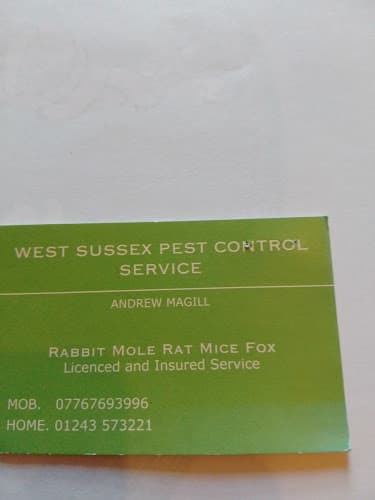 WEST SUSSEX PEST CONTROL
SERVICE
ANDREW MAGILL
RABBIT MOLE RAT MICE FOX
Licenced and Insured Service
MOB. 07767693996
HOME. 01243 573221